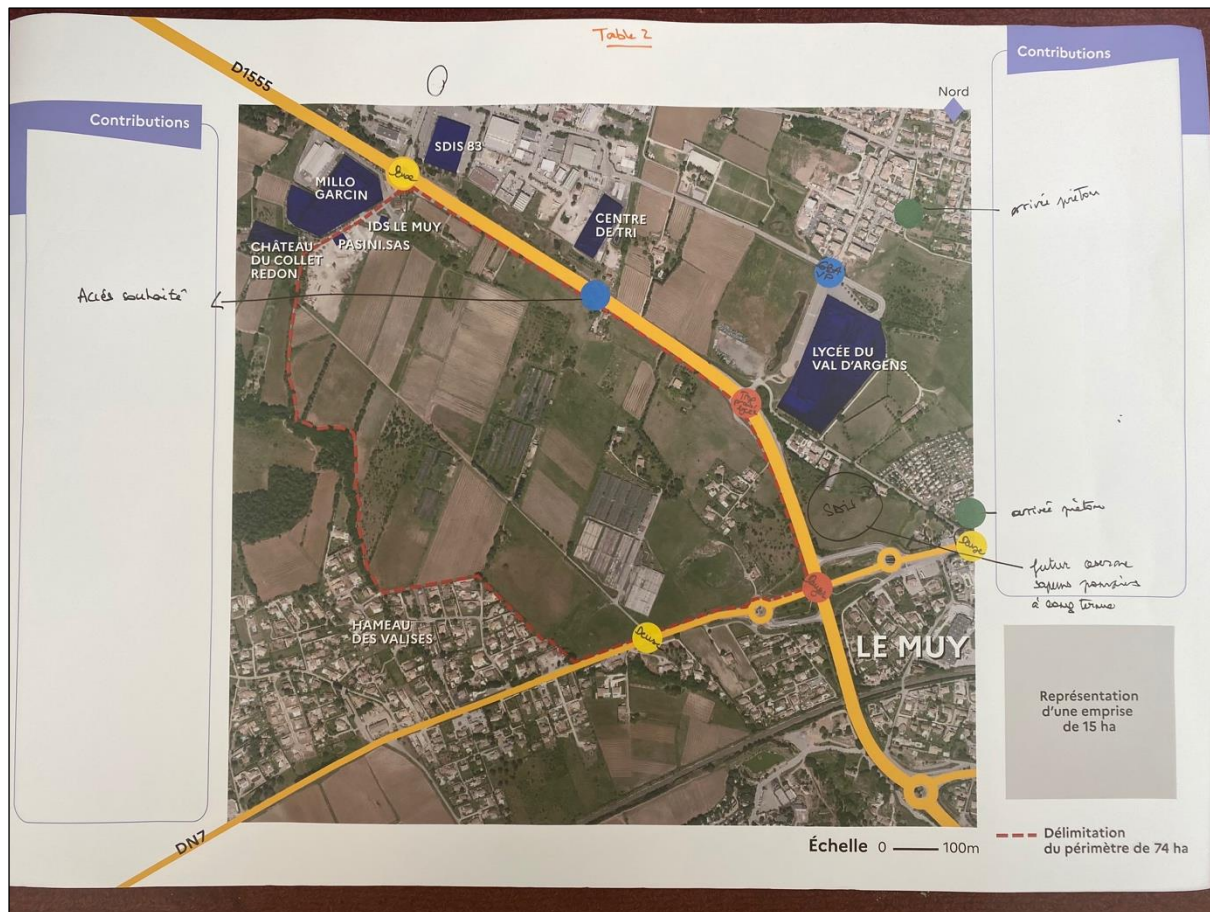 Table 2
Contributions
D1555
Nord
Contributions
SDIS 83
MILLO
GARCIN
IDS LE MUY
PASINI.SAS
CHÂTEAU
DU COLLET
REDON
CENTRE
DE TRI
arrivée piéton
Accès souhaité
LYCÉE DU
VAL D'ARGENS
SDIS
arrivée piétons
futur
sapeurs pompiers
à long terme
HAMEAU
DES VALISES
LE MUY
Représentation
d'une emprise
de 15 ha
DN7
Échelle 0 100m
Délimitation
du périmètre de 74 ha